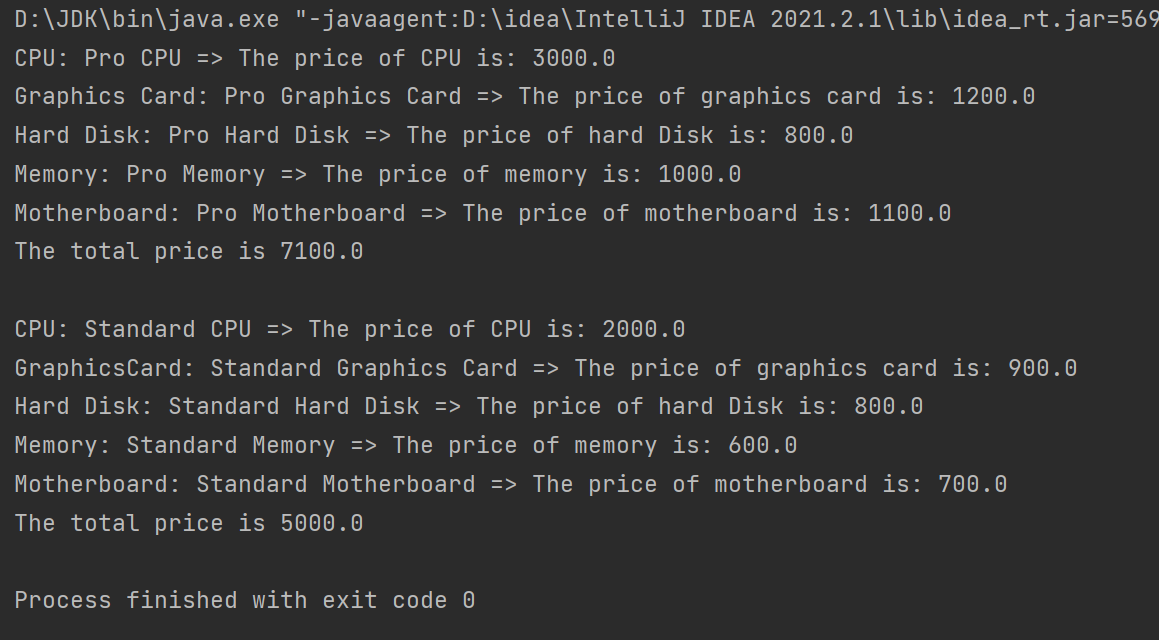 D:\JDK\bin\java.exe "-javaagent:D:\idea\IntelliJ IDEA 2021.2.1\lib\idea_rt.jar=569
CPU: Pro CPU => The price of CPU is: 3000.0
Graphics Card: Pro Graphics Card => The price of graphics card is: 1200.0
Hard Disk: Pro Hard Disk => The price of hard Disk is: 800.0
Memory: Pro Memory => The price of memory is: 1000.0
Motherboard: Pro Motherboard => The price of motherboard is: 1100.0
The total price is 7100.0
CPU: Standard CPU => The price of CPU is: 2000.0
GraphicsCard: Standard Graphics Card => The price of graphics card is: 900.0
Hard Disk: Standard Hard Disk => The price of hard Disk is: 800.0
Memory: Standard Memory => The price of memory is: 600.0
Motherboard: Standard Motherboard => The price of motherboard is: 700.0
The total price is 5000.0
Process finished with exit code 0